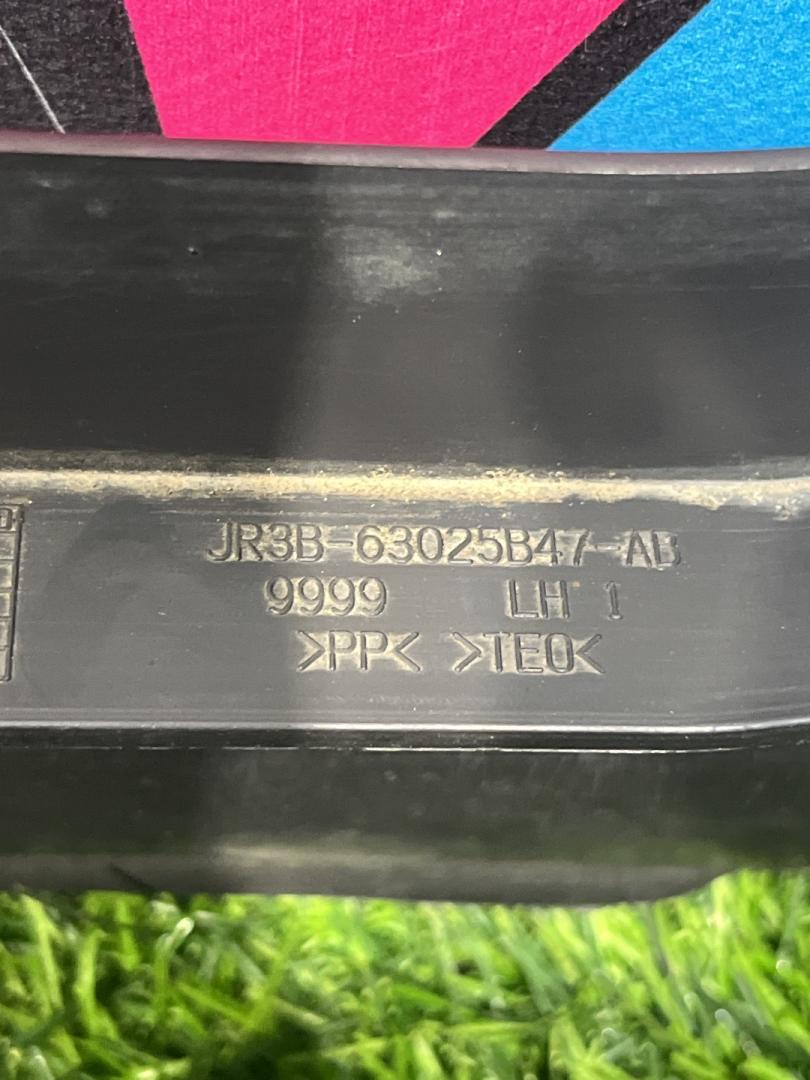 JR3B-63025B47-AB
9999 LH 1
>PP< >TEO<